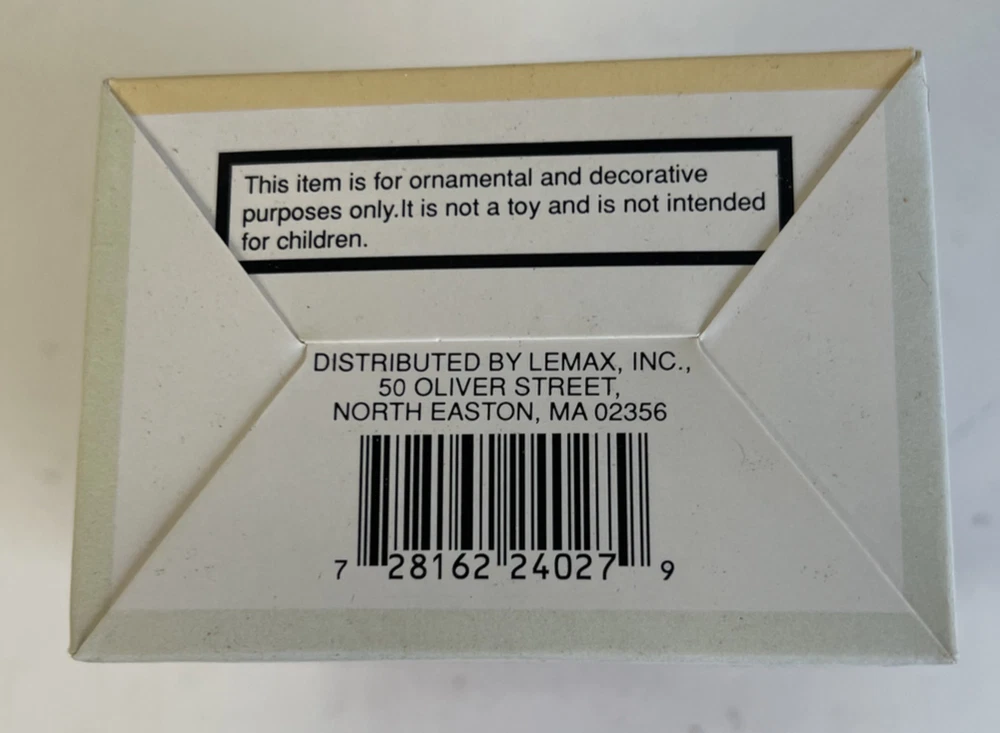 This item is for ornamental and decorative
purposes only.It is not a toy and is not intended
for children.
DISTRIBUTED BY LEMAX, INC.,
50 OLIVER STREET,
NORTH EASTON, MA 02356
7 28162 24027 9